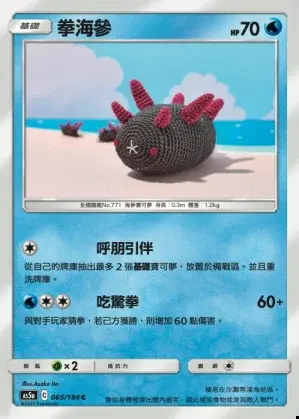 基礎 拳海參 HP70
全國圖鑑No.771 海參寶可夢 身高：0.3m 體重：1.2kg
呼朋引伴
從自己的牌庫抽出最多2張基礎寶可夢，放置於備戰區。並且重
洗牌庫。
吃驚拳 60+
與對手玩家猜拳，若己方獲勝，則增加60點傷害。
弱點 ×2 抵抗力 撤退
Illus.Asako Ito
AS5a C 065/184 C
棲息在沙灘等淺海地區。